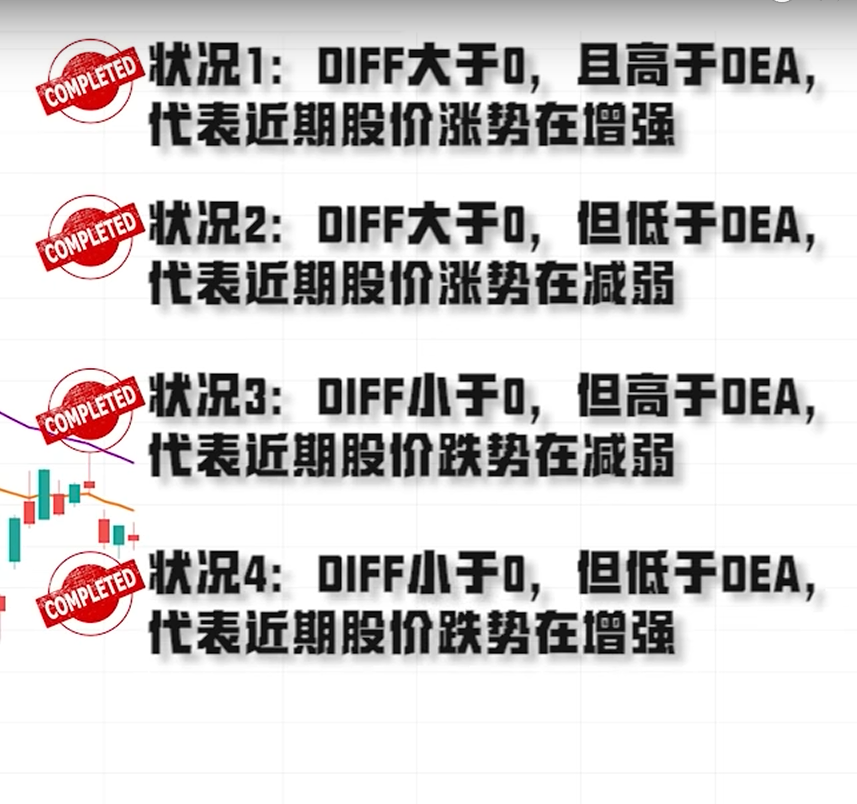 COMPLETED
状况1：DIFF大于0，且高于DEA，
代表近期股价涨势在增强
COMPLETED
状况2：DIFF大于0，但低于DEA，
代表近期股价涨势在减弱
COMPLETED
状况3：DIFF小于0，但高于DEA，
代表近期股价跌势在减弱
COMPLETED
状况4：DIFF小于0，但低于DEA，
代表近期股价跌势在增强